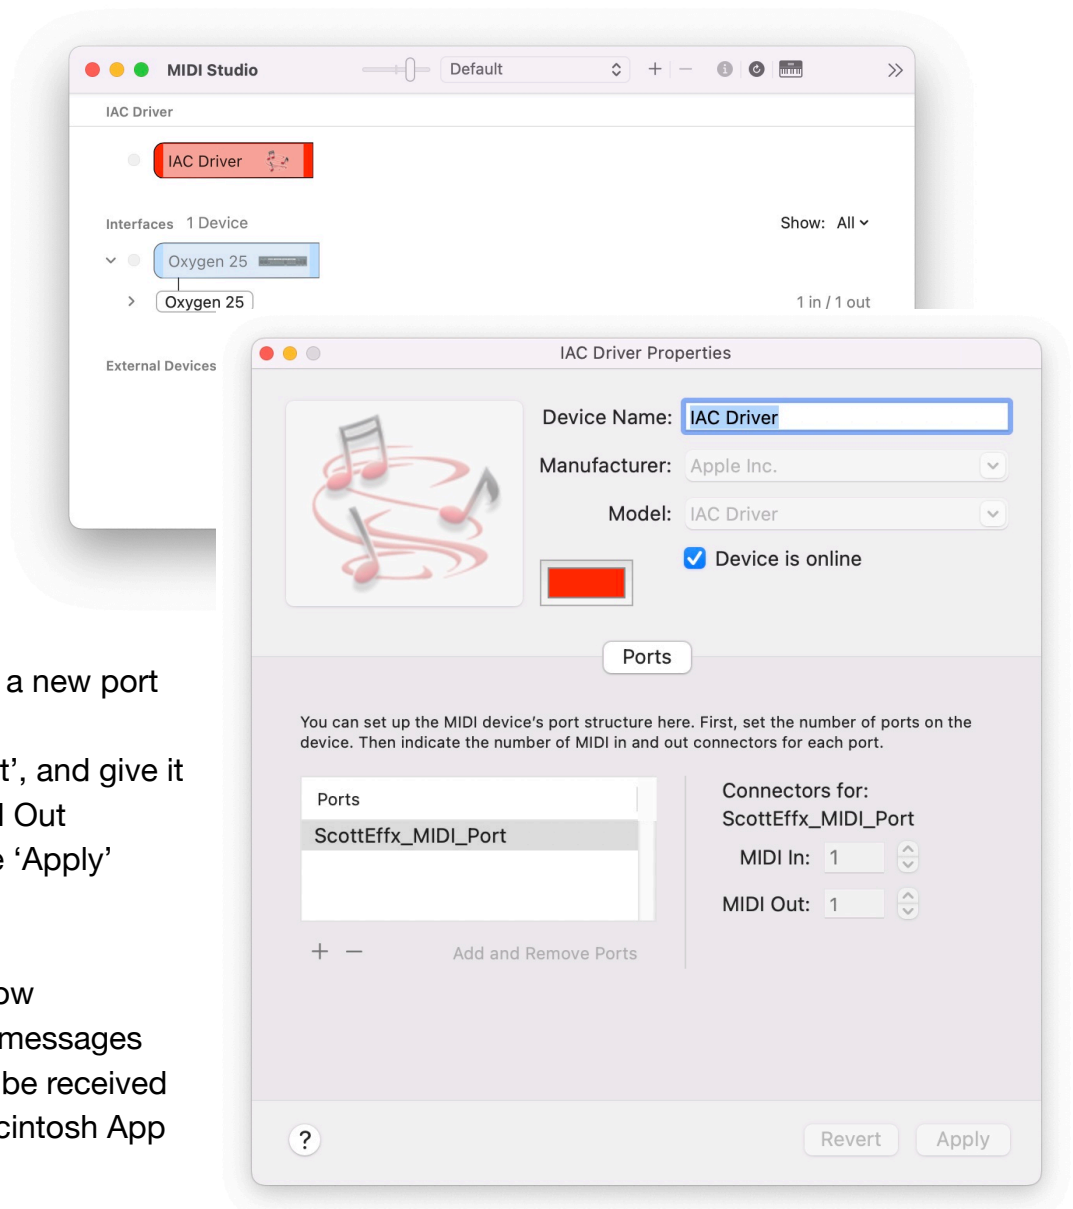 MIDI Studio
Default
IAC Driver
IAC Driver
Interfaces 1 Device
Show: All
Oxygen 25
Oxygen 25
1 in / 1 out
External Devices
IAC Driver Properties
Device Name: IAC Driver
Manufacturer: Apple Inc.
Model: IAC Driver
Device is online
Ports
You can set up the MIDI device’s port structure here. First, set the number of ports on the
device. Then indicate the number of MIDI in and out connectors for each port.
Ports
ScottEffx_MIDI_Port
Add and Remove Ports
Connectors for:
ScottEffx_MIDI_Port
MIDI In: 1
MIDI Out: 1
?
Revert
Apply
a new port
t’, and give it
Out
‘Apply’
ow
messages
be received
cintosh App